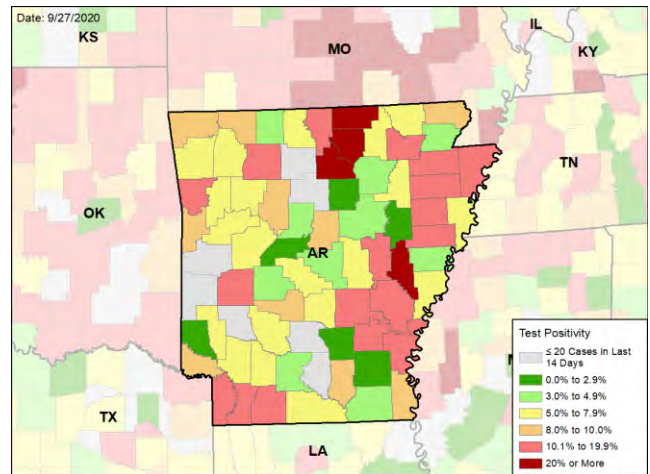 Date: 9/27/2020
KS
MO
IL
KY
OK
AR
TN
TX
LA
Test Positivity
≤ 20 Cases in Last
14 Days
0.0% to 2.9%
3.0% to 4.9%
5.0% to 7.9%
8.0% to 10.0%
10.1% to 19.9%
20% or More